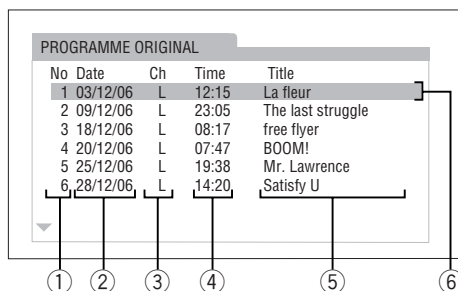 PROGRAMME ORIGINAL
No Date Ch Time Title
1 03/12/06 L 12:15 La fleur
2 09/12/06 L 23:05 The last struggle
3 18/12/06 L 08:17 free flyer
4 20/12/06 L 07:47 BOOM!
5 25/12/06 L 19:38 Mr. Lawrence
6 28/12/06 L 14:20 Satisfy U
① ② ③ ④ ⑤ ⑥